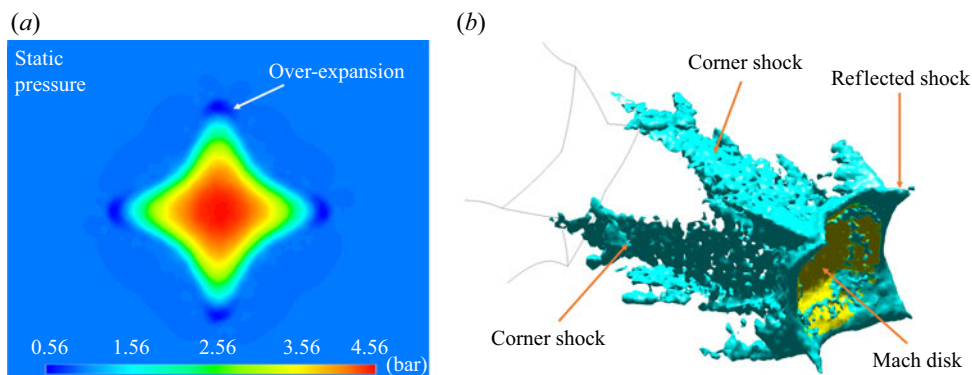 (a)
Static
pressure
Over-expansion
0.56 1.56 2.56 3.56 4.56
(bar)
(b)
Corner shock
Reflected shock
Corner shock
Mach disk